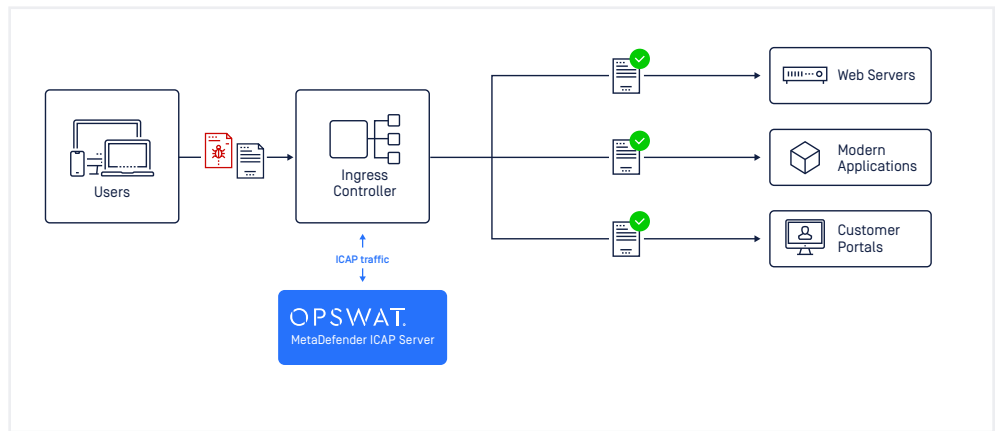 Users
Ingress
Controller
ICAP traffic
OPSWAT.
MetaDefender ICAP Server
Web Servers
Modern
Applications
Customer
Portals